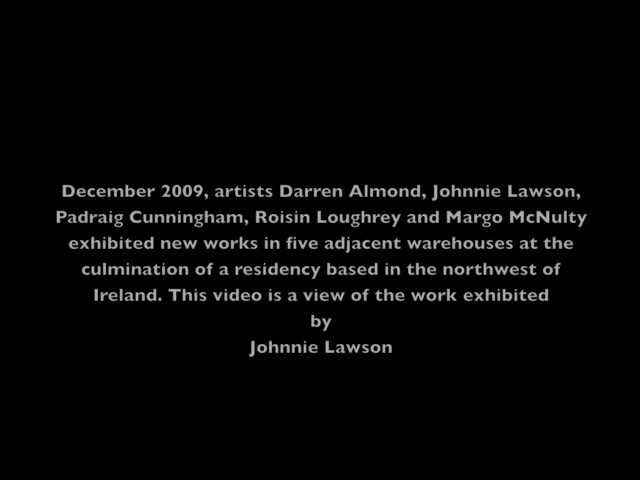 December 2009, artists Darren Almond, Johnnie Lawson,
Padraig Cunningham, Roisin Loughrey and Margo McNulty
exhibited new works in five adjacent warehouses at the
culmination of a residency based in the northwest of
Ireland. This video is a view of the work exhibited
by
Johnnie Lawson